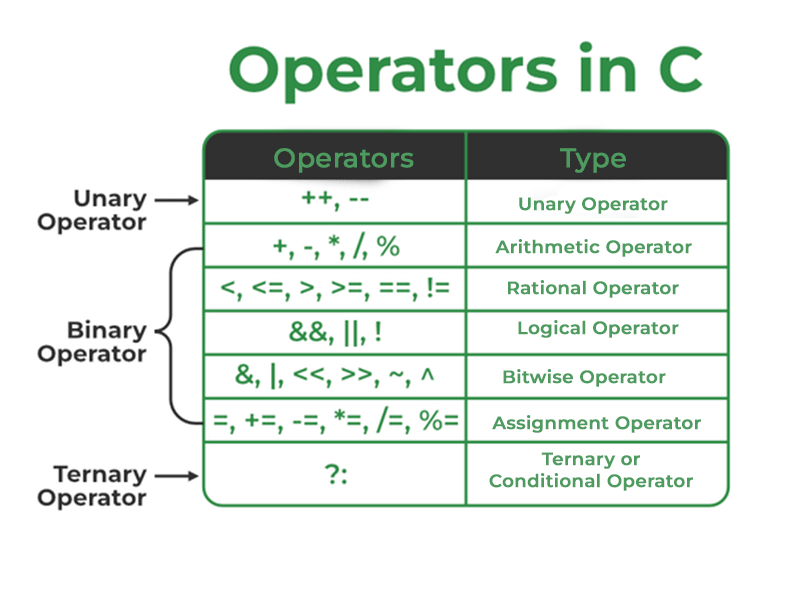 Operators in C
Operators Type
Unary
Operator
++, -- Unary Operator
+, -, *, /, % Arithmetic Operator
<, <=, >, >=, ==, != Rational Operator
Binary
Operator
&&, ||, ! Logical Operator
&, |, <<, >>, ~, ^ Bitwise Operator
=, +=, -=, *=, /=, %= Assignment Operator
Ternary
Operator
?: Ternary or
Conditional Operator